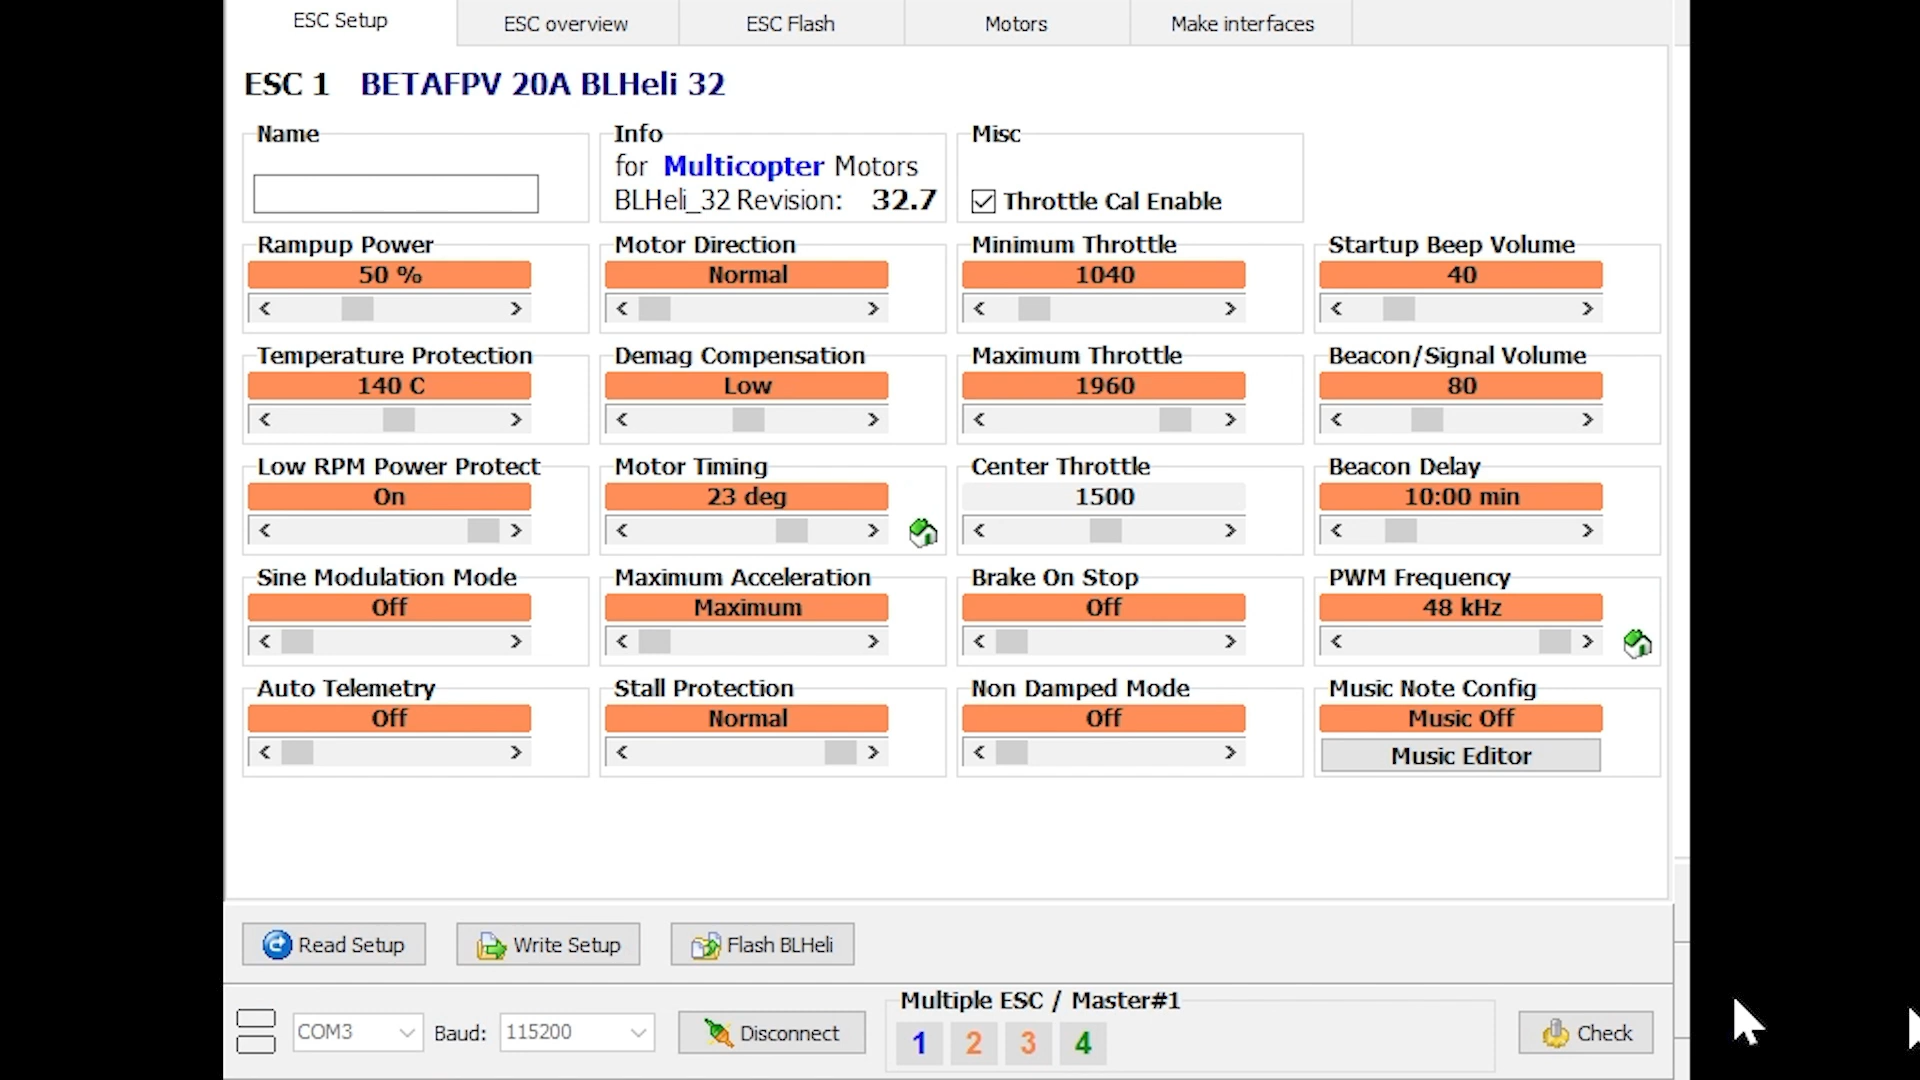 ESC Setup
ESC overview
ESC Flash
Motors
Make interfaces
ESC 1 BETAFPV 20A BLHeli 32
Name
Info
for Multicopter Motors
BLHeli_32 Revision: 32.7
Misc
Throttle Cal Enable
Rampup Power
50 %
Motor Direction
Normal
Minimum Throttle
1040
Startup Beep Volume
40
Temperature Protection
140 C
Demag Compensation
Low
Maximum Throttle
1960
Beacon/Signal Volume
80
Low RPM Power Protect
On
Motor Timing
23 deg
Center Throttle
1500
Beacon Delay
10:00 min
Sine Modulation Mode
Off
Maximum Acceleration
Maximum
Brake On Stop
Off
PWM Frequency
48 kHz
Auto Telemetry
Off
Stall Protection
Normal
Non Damped Mode
Off
Music Note Config
Music Off
Music Editor
Read Setup
Write Setup
Flash BLHeli
COM3
Baud:
115200
Disconnect
Multiple ESC / Master#1
1 2 3 4
Check